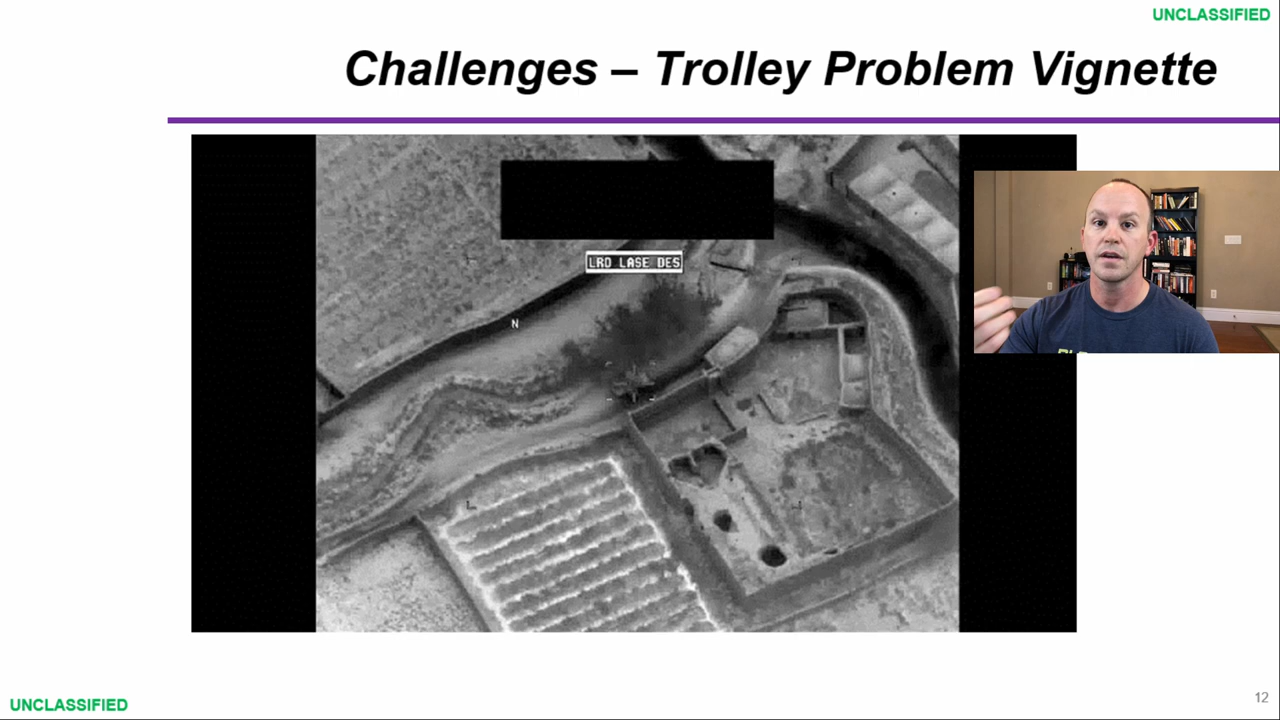 UNCLASSIFIED
Challenges – Trolley Problem Vignette
LRD LASE DES
N
12
UNCLASSIFIED